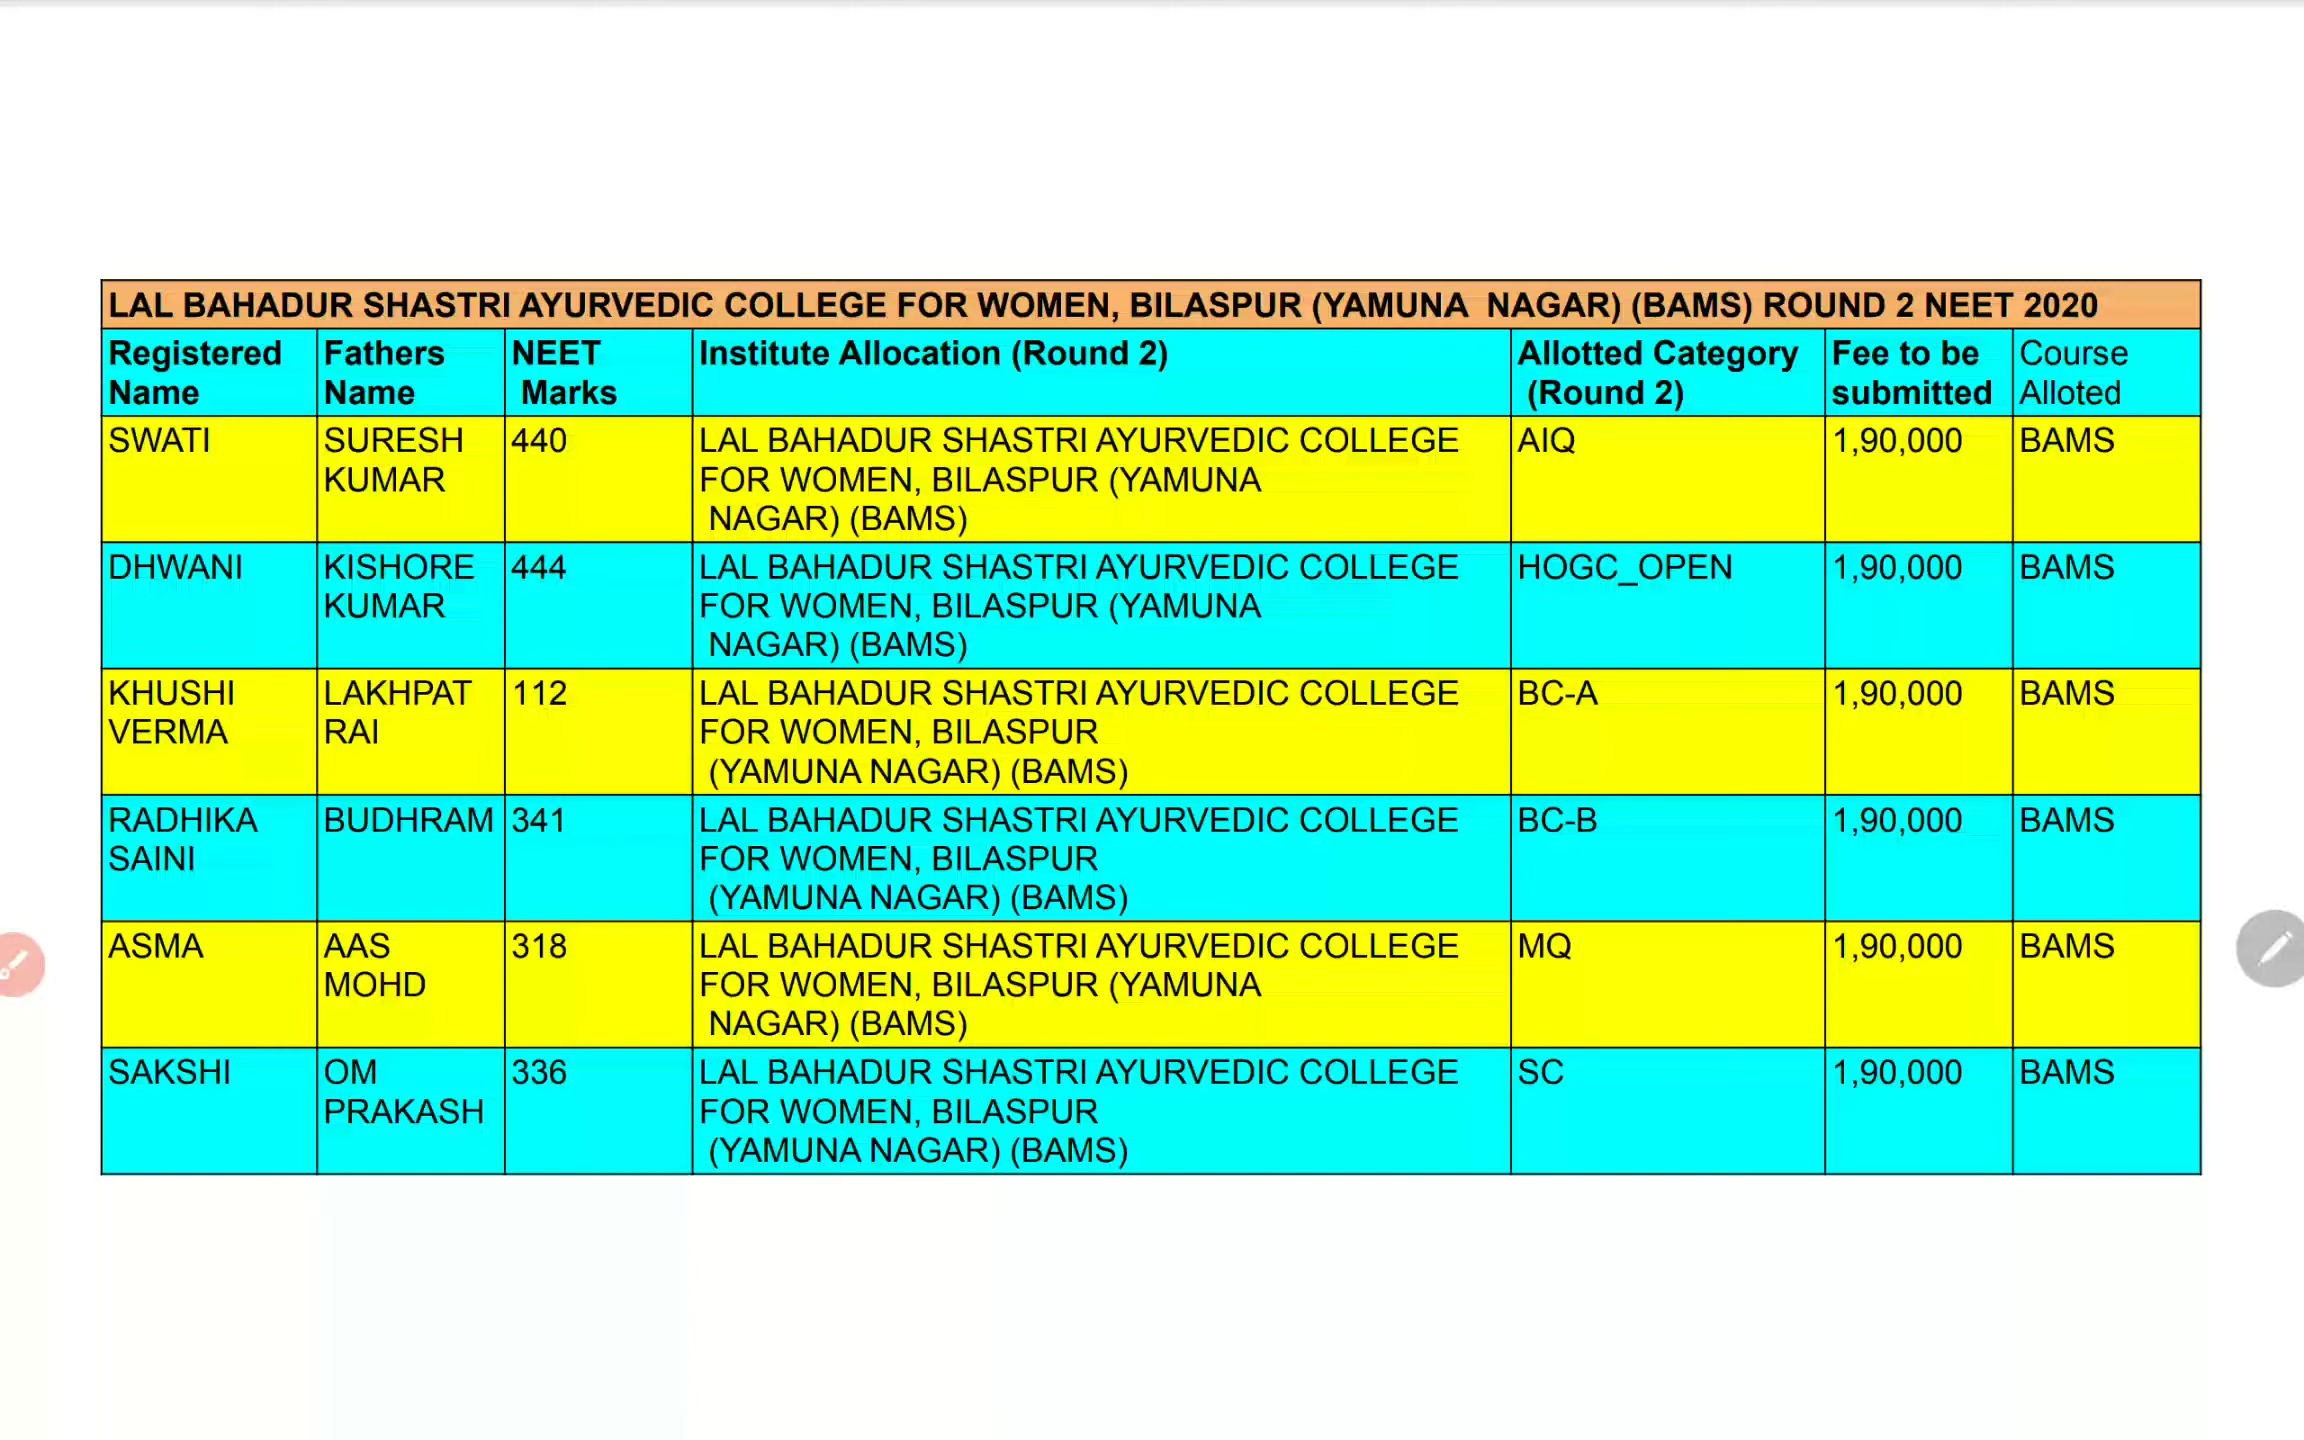 LAL BAHADUR SHASTRI AYURVEDIC COLLEGE FOR WOMEN, BILASPUR (YAMUNA NAGAR) (BAMS) ROUND 2 NEET 2020
Registered Name | Fathers Name | NEET Marks | Institute Allocation (Round 2) | Allotted Category (Round 2) | Fee to be submitted | Course Alloted
SWATI | SURESH KUMAR | 440 | LAL BAHADUR SHASTRI AYURVEDIC COLLEGE FOR WOMEN, BILASPUR (YAMUNA NAGAR) (BAMS) | AIQ | 1,90,000 | BAMS
DHWANI | KISHORE KUMAR | 444 | LAL BAHADUR SHASTRI AYURVEDIC COLLEGE FOR WOMEN, BILASPUR (YAMUNA NAGAR) (BAMS) | HOGC_OPEN | 1,90,000 | BAMS
KHUSHI VERMA | LAKHPAT RAI | 112 | LAL BAHADUR SHASTRI AYURVEDIC COLLEGE FOR WOMEN, BILASPUR (YAMUNA NAGAR) (BAMS) | BC-A | 1,90,000 | BAMS
RADHIKA SAINI | BUDHRAM | 341 | LAL BAHADUR SHASTRI AYURVEDIC COLLEGE FOR WOMEN, BILASPUR (YAMUNA NAGAR) (BAMS) | BC-B | 1,90,000 | BAMS
ASMA | AAS MOHD | 318 | LAL BAHADUR SHASTRI AYURVEDIC COLLEGE FOR WOMEN, BILASPUR (YAMUNA NAGAR) (BAMS) | MQ | 1,90,000 | BAMS
SAKSHI | OM PRAKASH | 336 | LAL BAHADUR SHASTRI AYURVEDIC COLLEGE FOR WOMEN, BILASPUR (YAMUNA NAGAR) (BAMS) | SC | 1,90,000 | BAMS